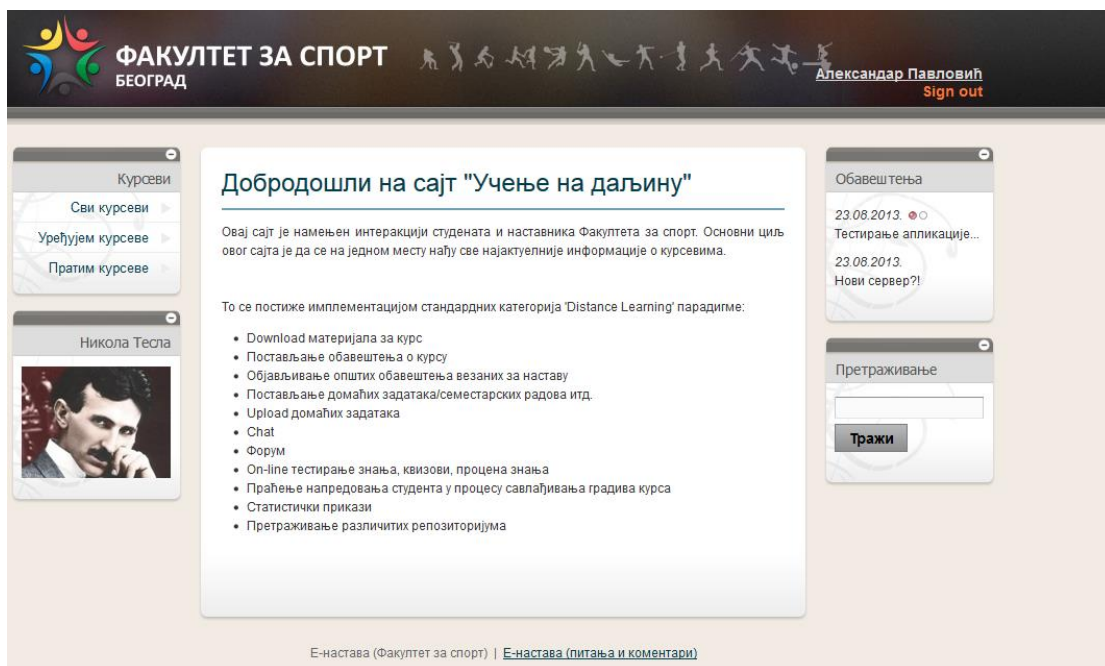 ФАКУЛТЕТ ЗА СПОРТ
БЕОГРАД
Александар Павловић
Sign out
Курсеви
Сви курсеви
Уређујем курсеве
Пратим курсеве
Никола Тесла
Добродошли на сајт "Учење на даљину"
Овај сајт је намењен интеракцији студената и наставника Факултета за спорт. Основни циљ
овог сајта је да се на једном месту нађу све најактуелније информације о курсевима.
То се постиже имплементацијом стандардних категорија 'Distance Learning' парадигме:
Download материјала за курс
Постављање обавештења о курсу
Објављивање општих обавештења везаних за наставу
Постављање домаћих задатака/семестарских радова итд.
Upload домаћих задатака
Chat
Форум
On-line тестирање знања, квизови, процена знања
Праћење напредовања студента у процесу савлађивања градива курса
Статистички прикази
Претраживање различитих репозиторијума
Обавештења
23.08.2013.
Тестирање апликације...
23.08.2013.
Нови сервер?!
Претраживање
Тражи
Е-настава (Факултет за спорт) | Е-настава (питања и коментари)